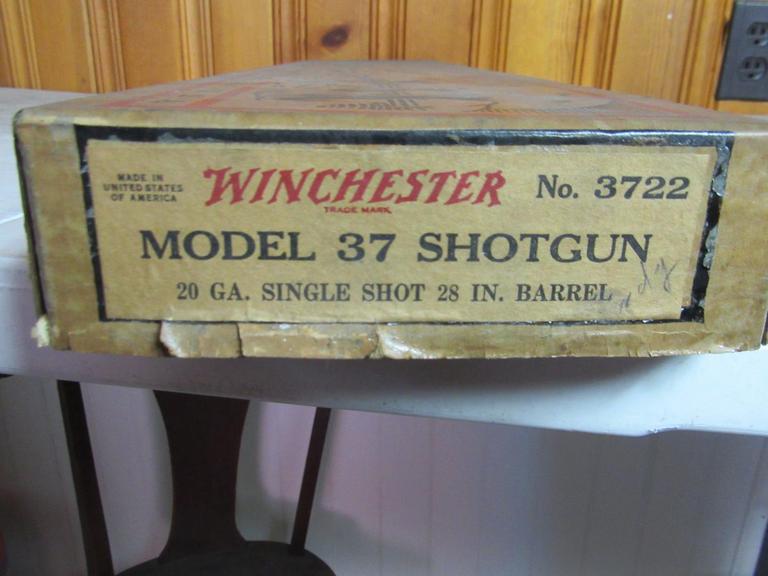 MADE IN
UNITED STATES
OF AMERICA
WINCHESTER
TRADE MARK
No. 3722
MODEL 37 SHOTGUN
20 GA. SINGLE SHOT 28 IN. BARREL